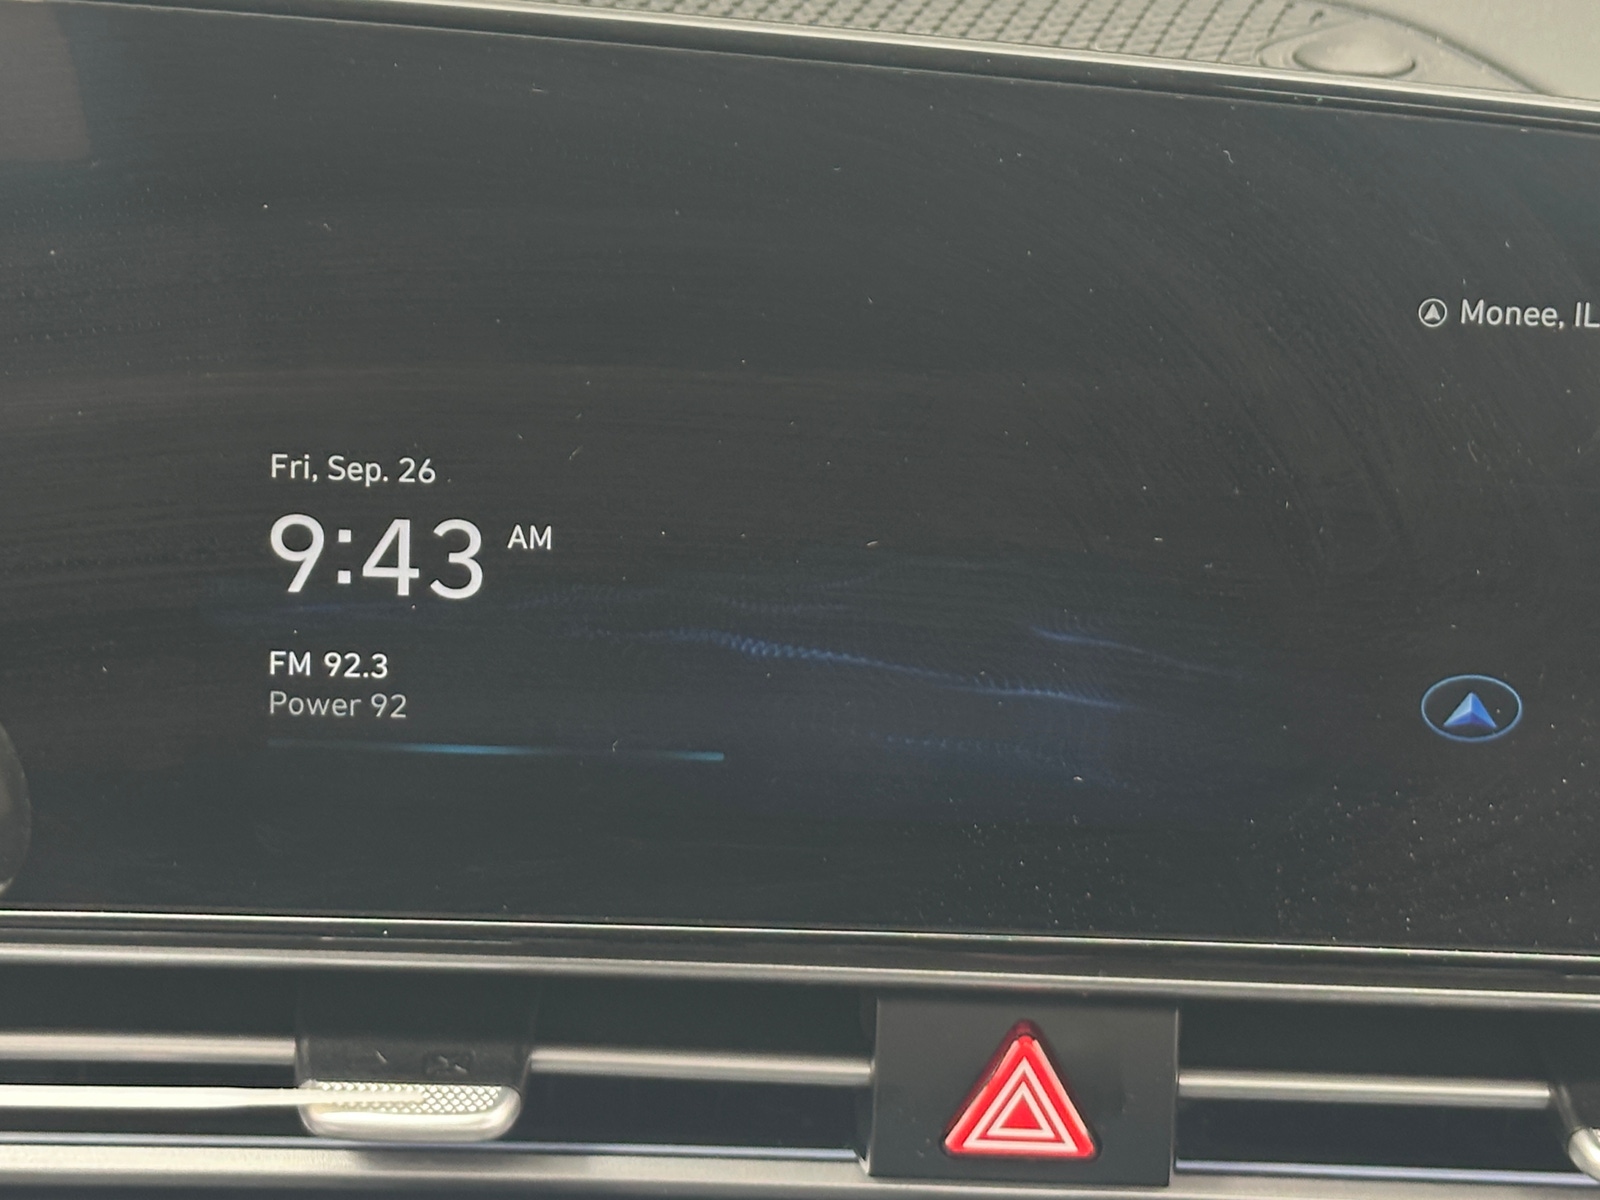 Monee, IL
Fri, Sep. 26
9:43 AM
FM 92.3
Power 92